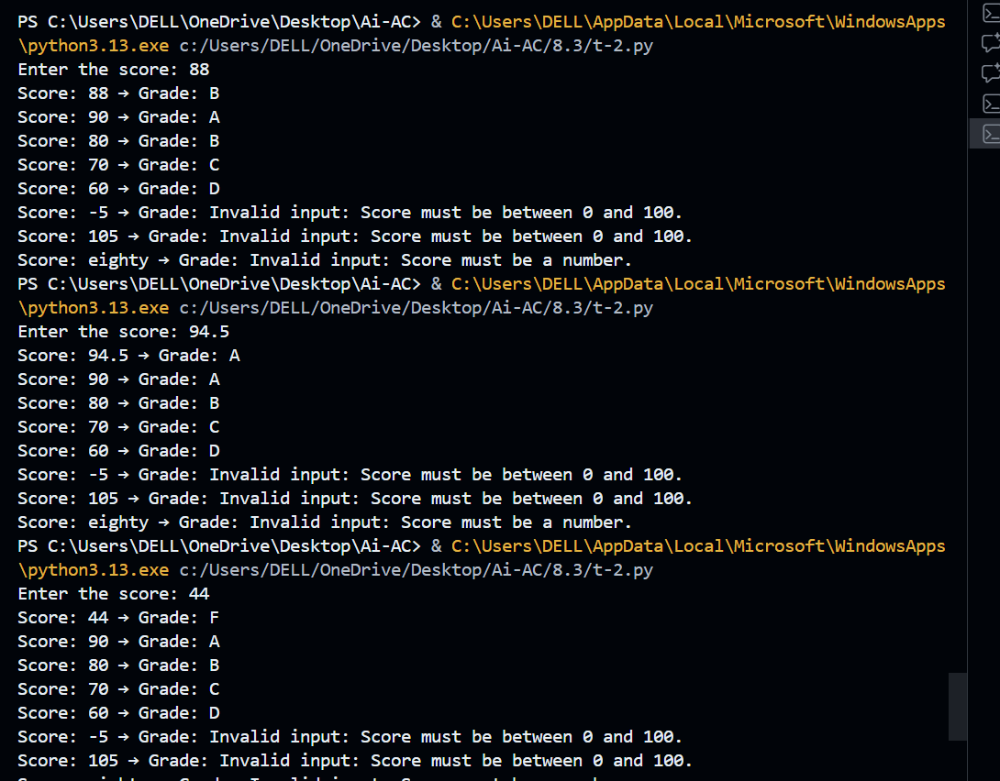 PS C:\Users\DELL\OneDrive\Desktop\Ai-AC> & C:\Users\DELL\AppData\Local\Microsoft\WindowsApps
\python3.13.exe c:/Users/DELL/OneDrive/Desktop/Ai-AC/8.3/t-2.py
Enter the score: 88
Score: 88 → Grade: B
Score: 90 → Grade: A
Score: 80 → Grade: B
Score: 70 → Grade: C
Score: 60 → Grade: D
Score: -5 → Grade: Invalid input: Score must be between 0 and 100.
Score: 105 → Grade: Invalid input: Score must be between 0 and 100.
Score: eighty → Grade: Invalid input: Score must be a number.
PS C:\Users\DELL\OneDrive\Desktop\Ai-AC> & C:\Users\DELL\AppData\Local\Microsoft\WindowsApps
\python3.13.exe c:/Users/DELL/OneDrive/Desktop/Ai-AC/8.3/t-2.py
Enter the score: 94.5
Score: 94.5 → Grade: A
Score: 90 → Grade: A
Score: 80 → Grade: B
Score: 70 → Grade: C
Score: 60 → Grade: D
Score: -5 → Grade: Invalid input: Score must be between 0 and 100.
Score: 105 → Grade: Invalid input: Score must be between 0 and 100.
Score: eighty → Grade: Invalid input: Score must be a number.
PS C:\Users\DELL\OneDrive\Desktop\Ai-AC> & C:\Users\DELL\AppData\Local\Microsoft\WindowsApps
\python3.13.exe c:/Users/DELL/OneDrive/Desktop/Ai-AC/8.3/t-2.py
Enter the score: 44
Score: 44 → Grade: F
Score: 90 → Grade: A
Score: 80 → Grade: B
Score: 70 → Grade: C
Score: 60 → Grade: D
Score: -5 → Grade: Invalid input: Score must be between 0 and 100.
Score: 105 → Grade: Invalid input: Score must be between 0 and 100.